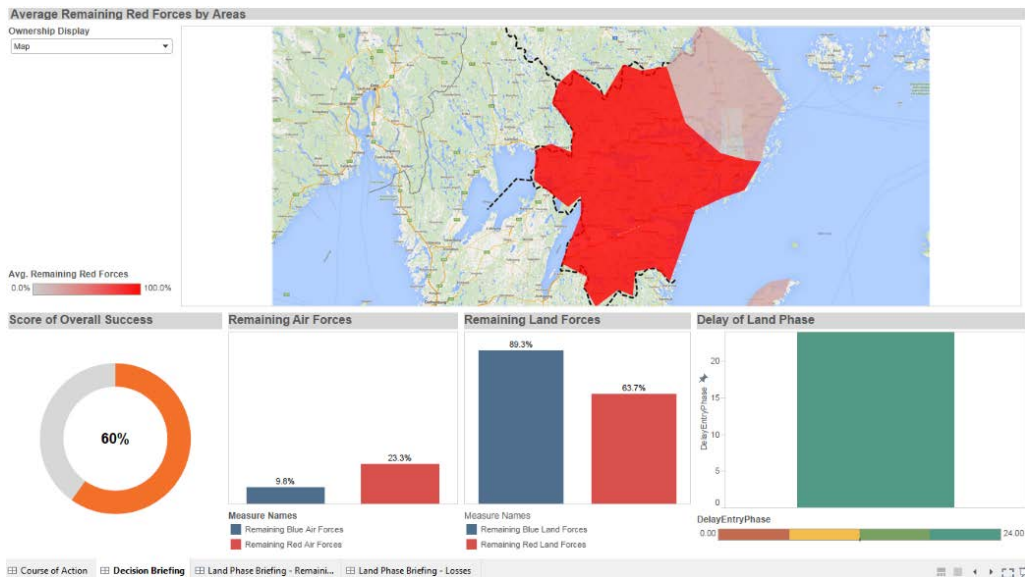 Average Remaining Red Forces by Areas
Ownership Display
Map
Avg. Remaining Red Forces
0.0% 100.0%
Score of Overall Success
60%
Remaining Air Forces
9.8%
23.3%
Measure Names
Remaining Blue Air Forces
Remaining Red Air Forces
Remaining Land Forces
89.3%
63.7%
Measure Names
Remaining Blue Land Forces
Remaining Red Land Forces
Delay of Land Phase
DelayEntryPhase
20
15
10
5
0
DelayEntryPhase
0.00 24.00
Course of Action Decision Briefing Land Phase Briefing - Remaini... Land Phase Briefing - Losses